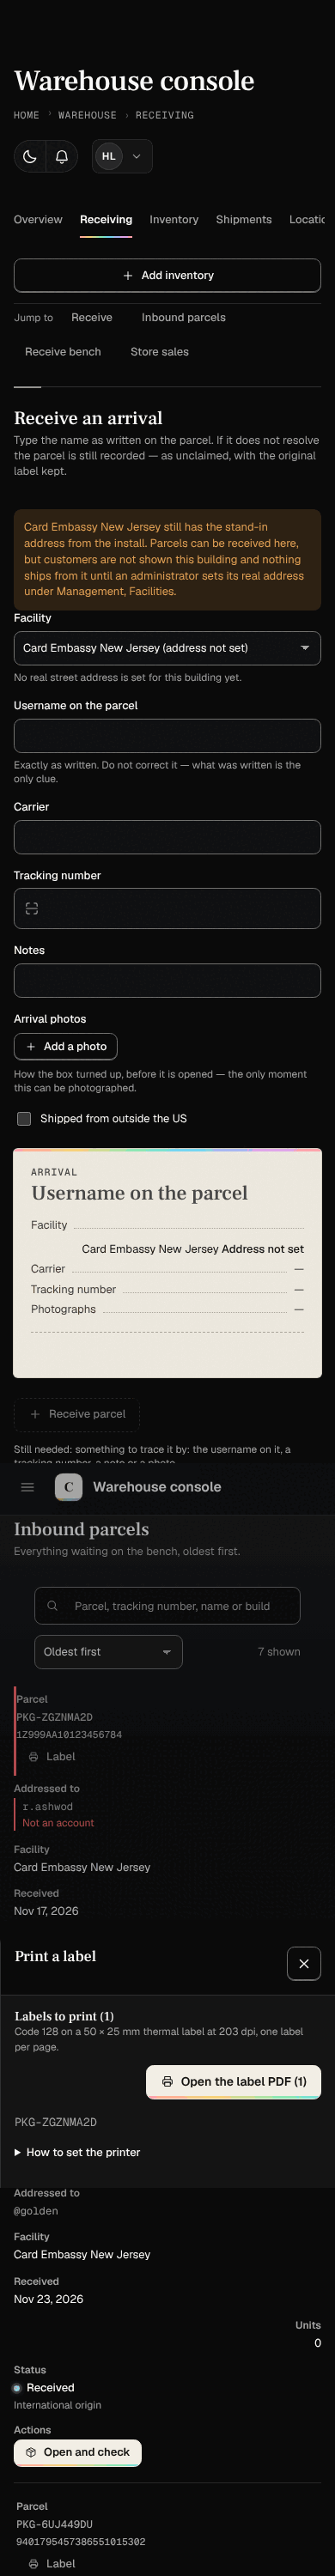 Warehouse console
HOME › WAREHOUSE › RECEIVING
HL
Overview Receiving Inventory Shipments Locatic
+ Add inventory
Jump to Receive Inbound parcels
Receive bench Store sales
Receive an arrival
Type the name as written on the parcel. If it does not resolve
the parcel is still recorded — as unclaimed, with the original
label kept.
Card Embassy New Jersey still has the stand-in
address from the install. Parcels can be received here,
but customers are not shown this building and nothing
ships from it until an administrator sets its real address
under Management, Facilities.
Facility
Card Embassy New Jersey (address not set)
No real street address is set for this building yet.
Username on the parcel
Exactly as written. Do not correct it — what was written is the
only clue.
Carrier
Tracking number
Notes
Arrival photos
+ Add a photo
How the box turned up, before it is opened — the only moment
this can be photographed.
Shipped from outside the US
ARRIVAL
Username on the parcel
Facility
Card Embassy New Jersey Address not set
Carrier —
Tracking number —
Photographs —
+ Receive parcel
Still needed: something to trace it by: the username on it, a
tracking number, a note or a photo
C Warehouse console
Inbound parcels
Everything waiting on the bench, oldest first.
Parcel, tracking number, name or build
Oldest first 7 shown
Parcel
PKG-ZGZNMA2D
1Z999AA10123456784
Label
Addressed to
r.ashwod
Not an account
Facility
Card Embassy New Jersey
Received
Nov 17, 2026
Print a label
Labels to print (1)
Code 128 on a 50 × 25 mm thermal label at 203 dpi, one label
per page.
Open the label PDF (1)
PKG-ZGZNMA2D
How to set the printer
Addressed to
@golden
Facility
Card Embassy New Jersey
Received
Nov 23, 2026
Units
0
Status
Received
International origin
Actions
Open and check
Parcel
PKG-6UJ449DU
9401795457386551015302
Label